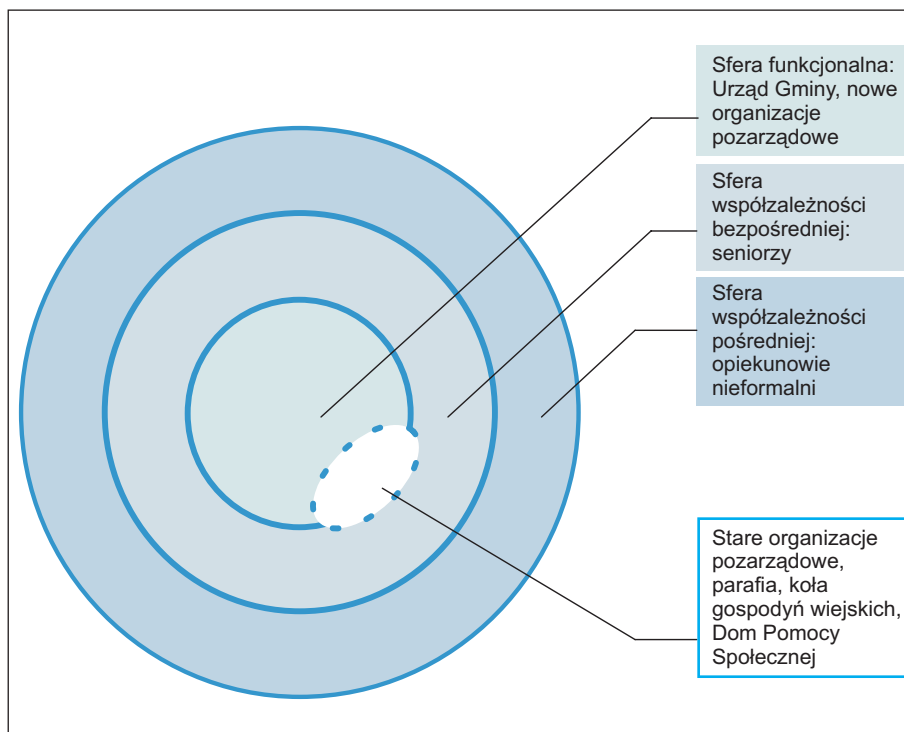 Sfera funkcjonalna:
Urząd Gminy, nowe
organizacje
pozarządowe
Sfera
współzależności
bezpośredniej:
seniorzy
Sfera
współzależności
pośredniej:
opiekunowie
nieformalni
Stare organizacje
pozarządowe,
parafia, koła
gospodyń wiejskich,
Dom Pomocy
Społecznej